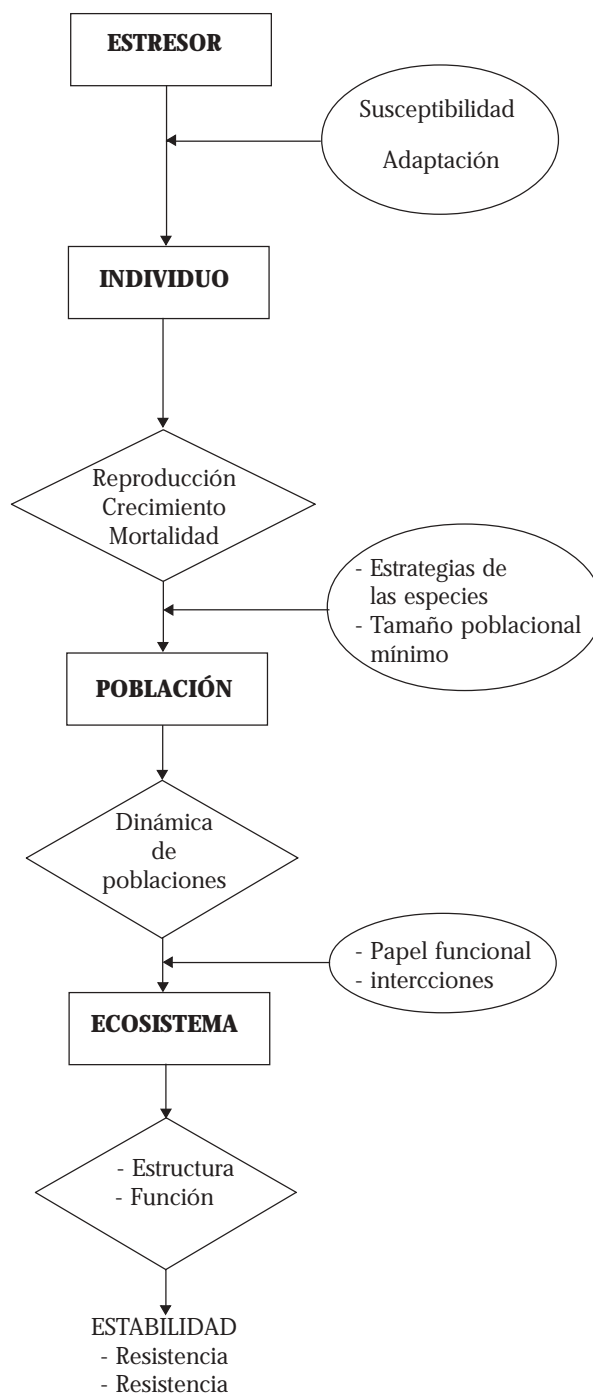 ESTRESOR
Susceptibilidad
Adaptación
INDIVIDUO
Reproducción
Crecimiento
Mortalidad
- Estrategias de
las especies
- Tamaño poblacional
mínimo
POBLACIÓN
Dinámica
de
poblaciones
- Papel funcional
- intercciones
ECOSISTEMA
- Estructura
- Función
ESTABILIDAD
- Resistencia
- Resistencia